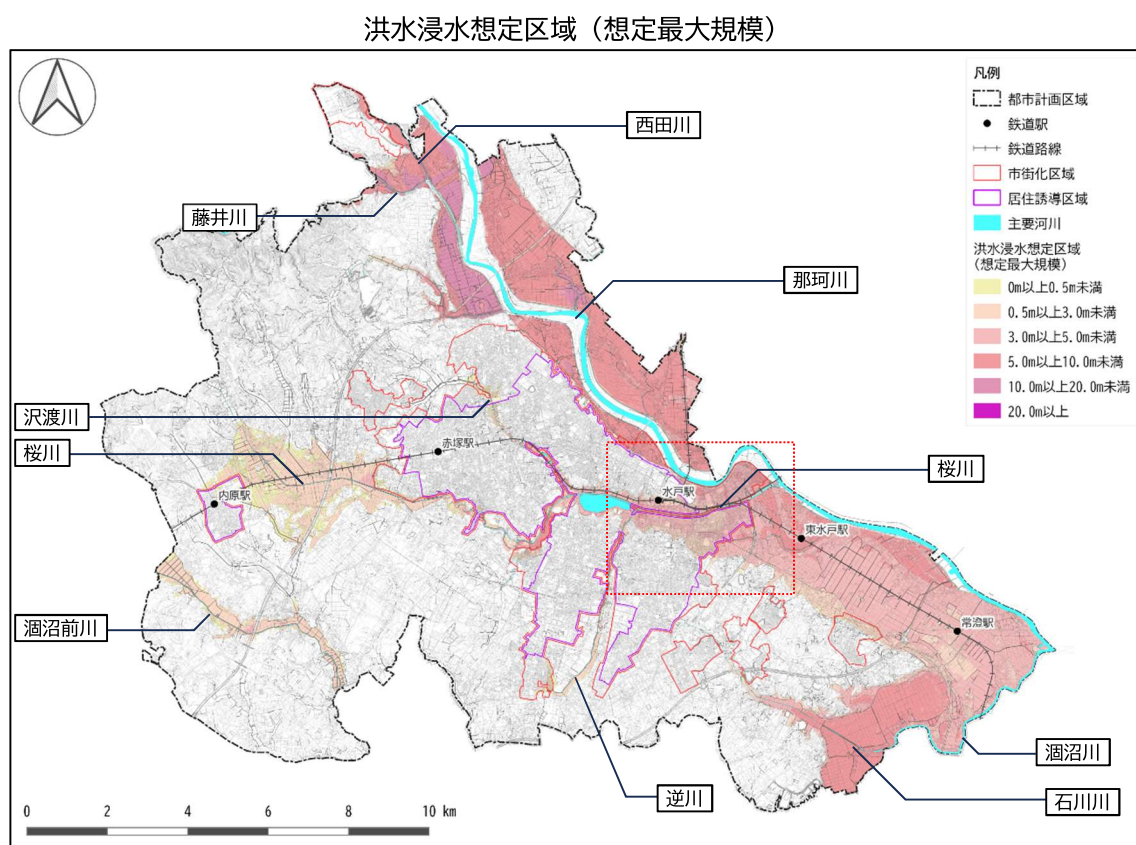 洪水浸水想定区域（想定最大規模）
凡例
都市計画区域
鉄道駅
鉄道路線
市街化区域
居住誘導区域
主要河川
洪水浸水想定区域
（想定最大規模）
0m以上0.5m未満
0.5m以上3.0m未満
3.0m以上5.0m未満
5.0m以上10.0m未満
10.0m以上20.0m未満
20.0m以上
西田川
藤井川
那珂川
沢渡川
桜川
赤塚駅
内原駅
水戸駅
桜川
東水戸駅
常澄駅
涸沼前川
涸沼川
逆川
石川川
0 2 4 6 8 10 km